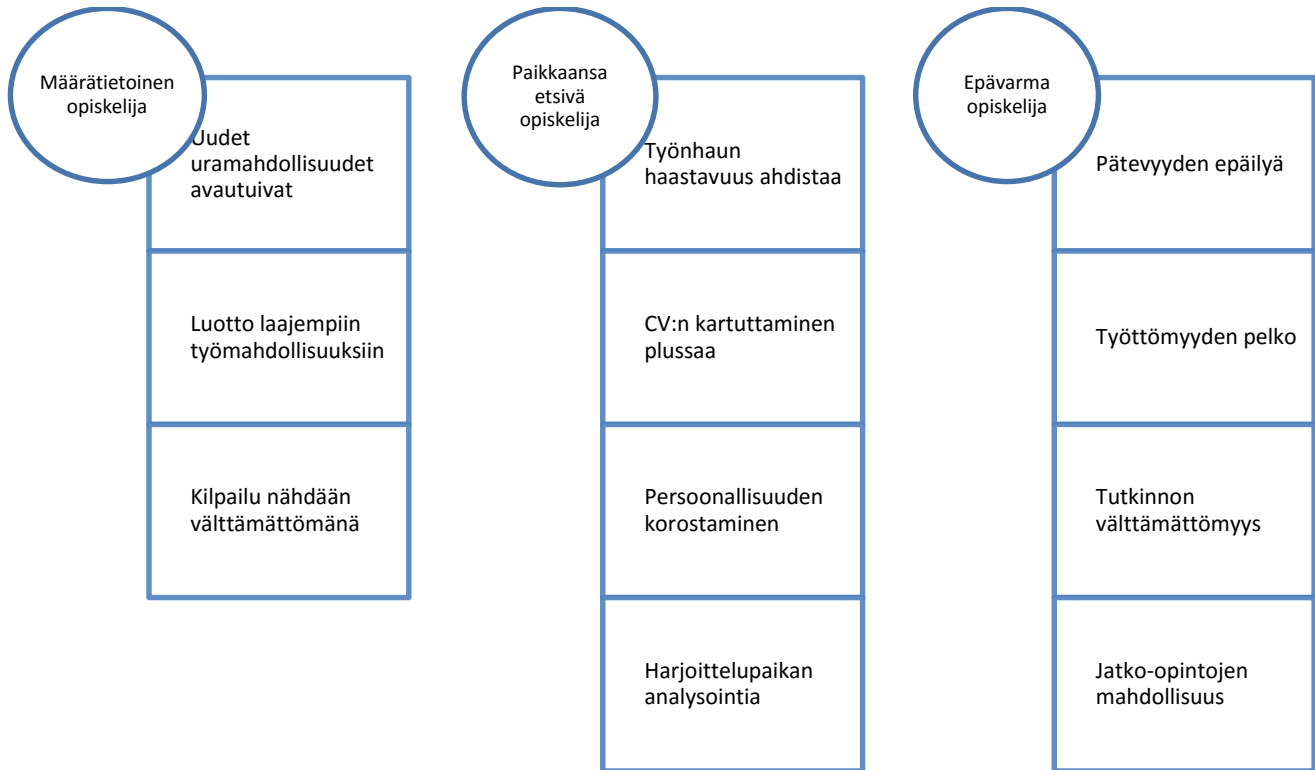 Määrätietoinen
opiskelija
Uudet
uramahdollisuudet
avautuivat
Luotto laajempiin
työmahdollisuuksiin
Kilpailu nähdään
välttämättömänä
Paikkaansa
etsivä
opiskelija
Työnhaun
haastavuus ahdistaa
CV:n kartuttaminen
plussaa
Persoonallisuuden
korostaminen
Harjoittelupaikan
analysointia
Epävarma
opiskelija
Pätevyyden epäilyä
Työttömyyden pelko
Tutkinnon
välttämättömyys
Jatko-opintojen
mahdollisuus